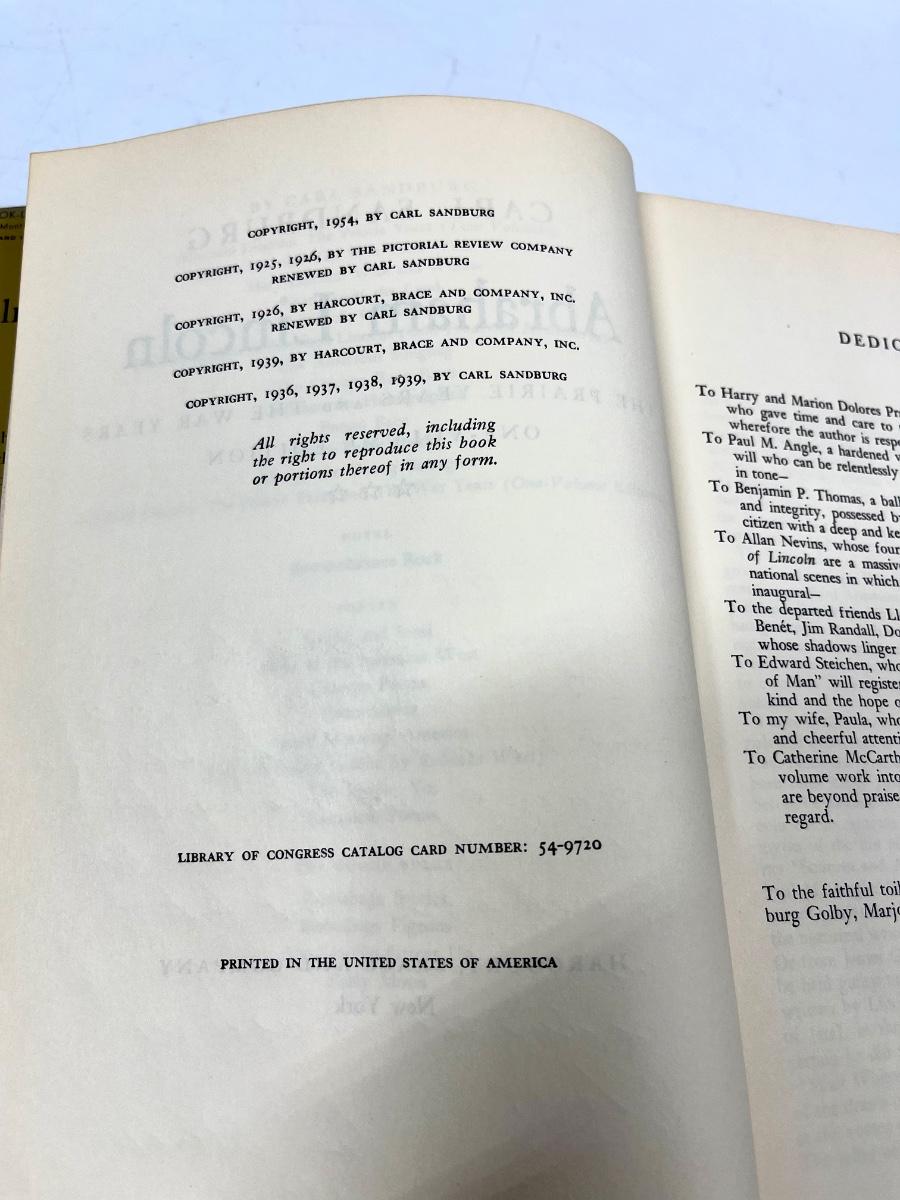 COPYRIGHT, 1954, BY CARL SANDBURG
COPYRIGHT, 1925, 1926, BY THE PICTORIAL REVIEW COMPANY
RENEWED BY CARL SANDBURG
COPYRIGHT, 1926, BY HARCOURT, BRACE AND COMPANY, INC.
RENEWED BY CARL SANDBURG
COPYRIGHT, 1939, BY HARCOURT, BRACE AND COMPANY, INC.
COPYRIGHT, 1936, 1937, 1938, 1939, BY CARL SANDBURG
All rights reserved, including
the right to reproduce this book
or portions thereof in any form.
LIBRARY OF CONGRESS CATALOG CARD NUMBER: 54-9720
PRINTED IN THE UNITED STATES OF AMERICA
DEDIC
To Harry and Marion Dolores Pr
who gave time and care to
wherefore the author is respo
To Paul M. Angle, a hardened v
will who can be relentlessly
in tone—
To Benjamin P. Thomas, a ball
and integrity, possessed by
citizen with a deep and ke
To Allan Nevins, whose four
of Lincoln are a massiv
national scenes in which
inaugural—
To the departed friends Ll
Benét, Jim Randall, Do
whose shadows linger
To Edward Steichen, who
of Man” will registe
kind and the hope o
To my wife, Paula, who
and cheerful attenti
To Catherine McCarth
volume work into
are beyond praise
regard.
To the faithful toil
burg Golby, Marjo